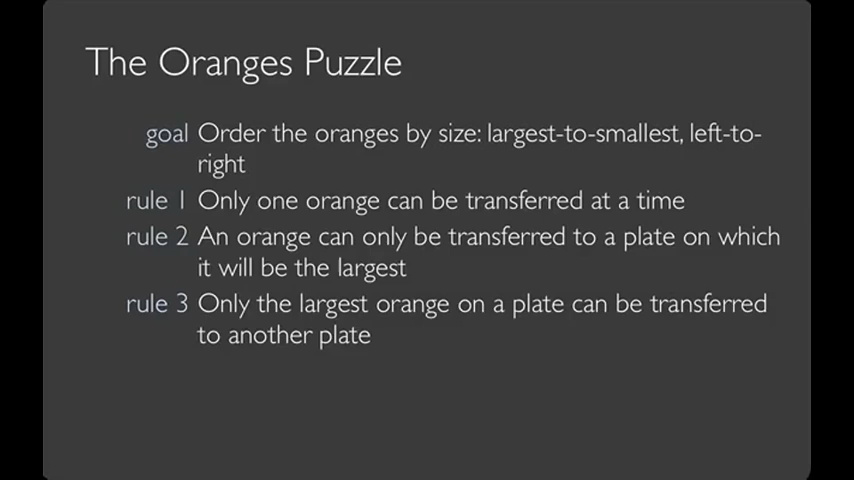 The Oranges Puzzle
goal Order the oranges by size: largest-to-smallest, left-to-
right
rule 1 Only one orange can be transferred at a time
rule 2 An orange can only be transferred to a plate on which
it will be the largest
rule 3 Only the largest orange on a plate can be transferred
to another plate